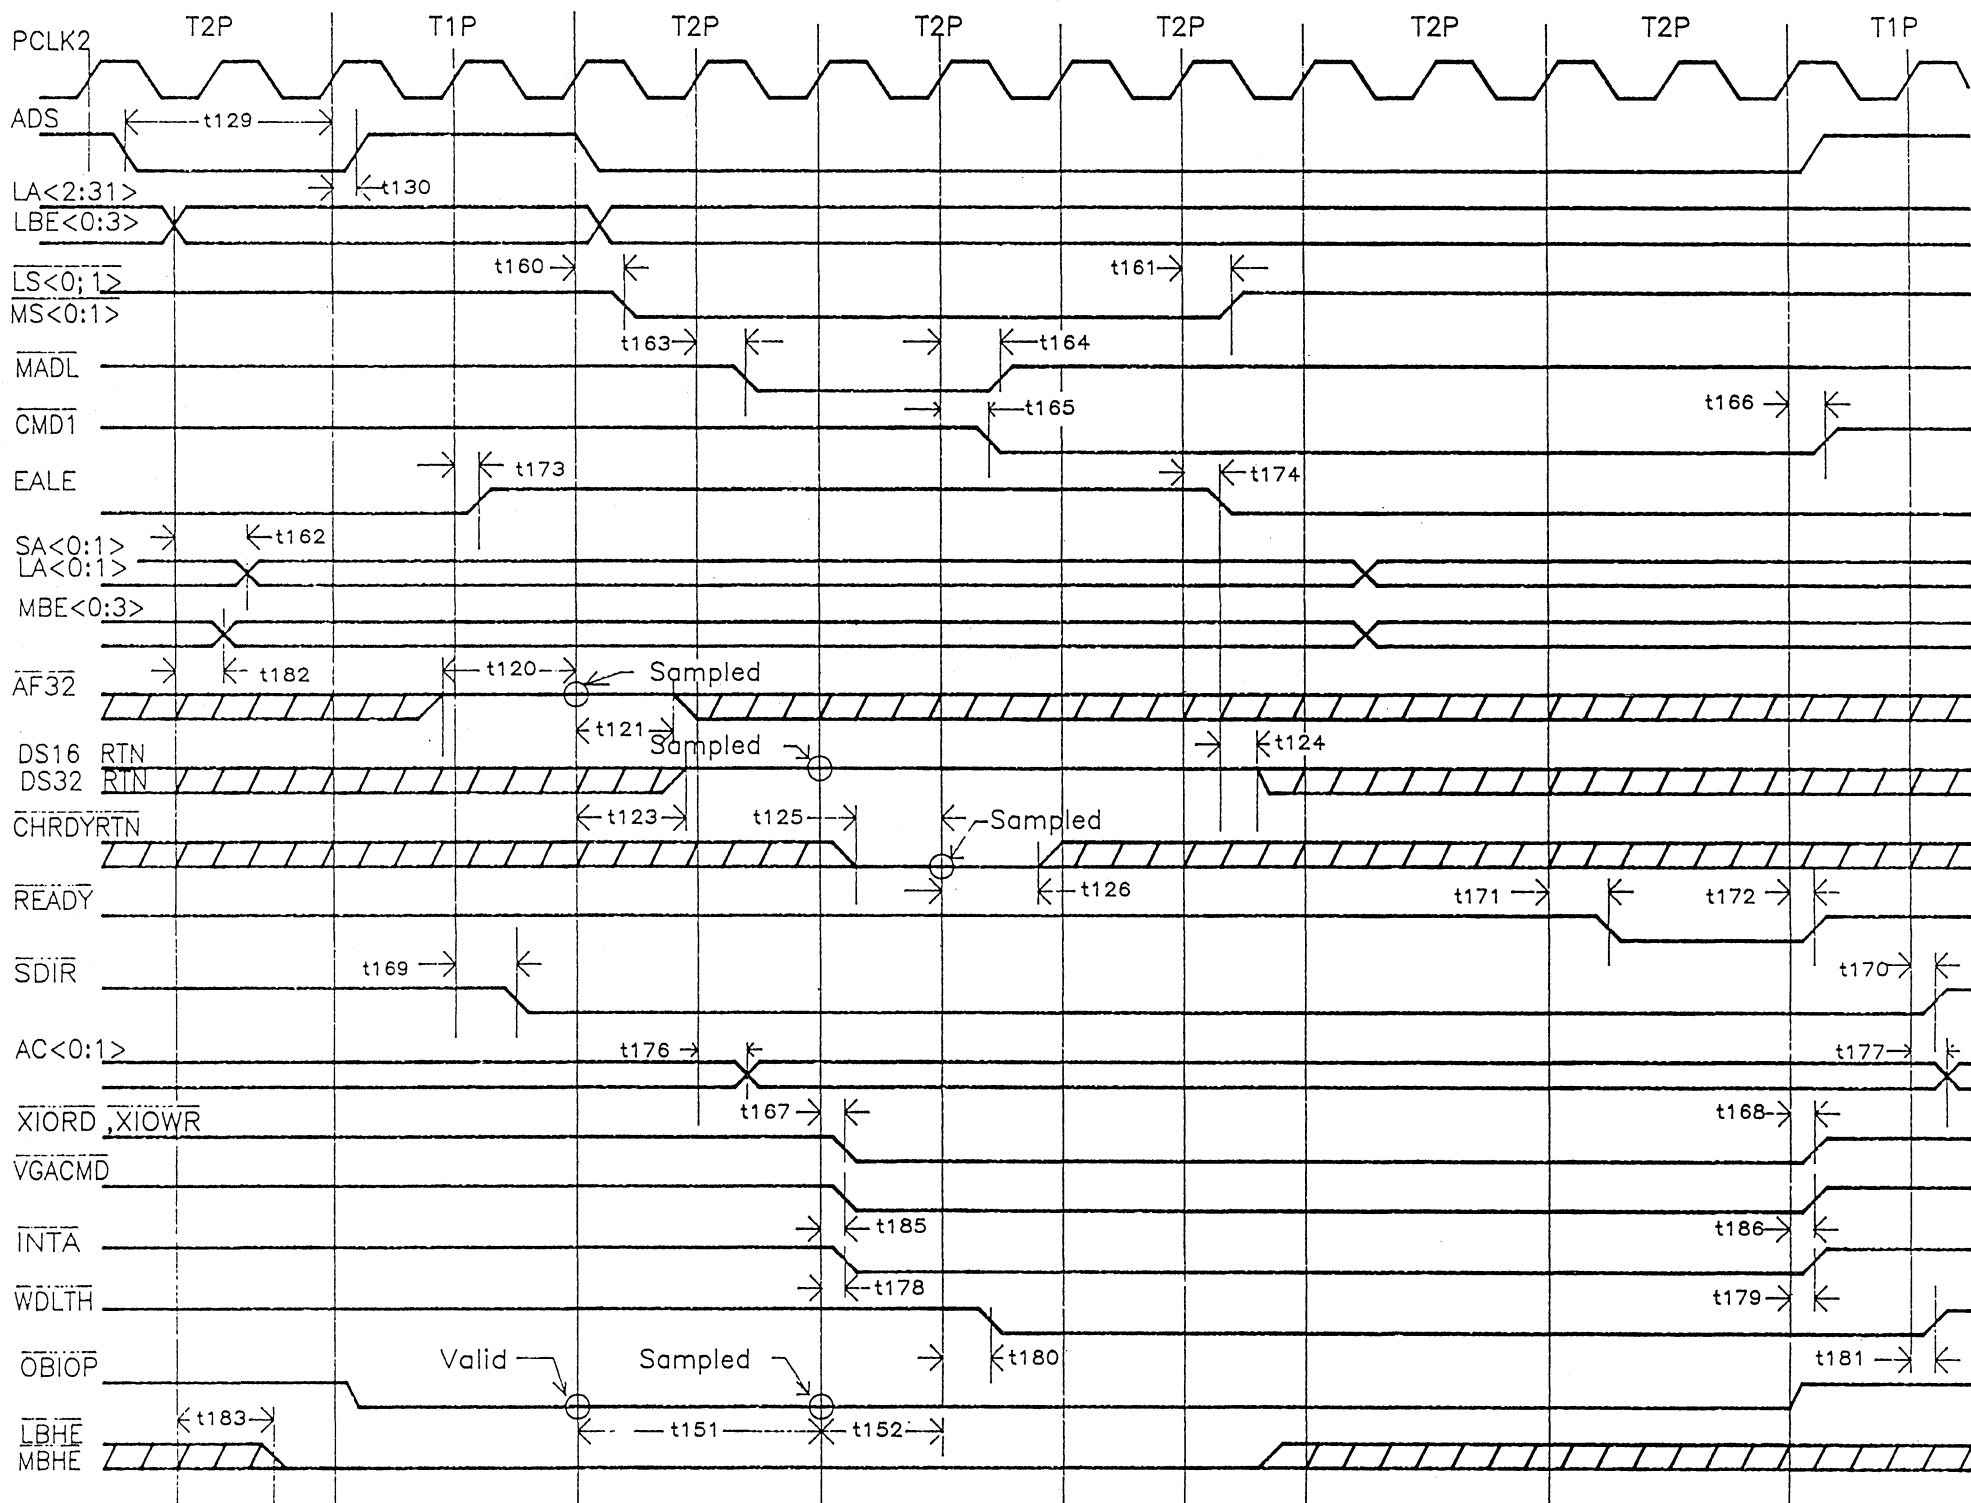 T2P T1P T2P T2P T2P T2P T2P T1P
PCLK2
ADS
t129
t130
LA<2:31>
LBE<0:3>
t160
t161
LS<0;1>
MS<0:1>
t163
t164
MADL
t165
t166
CMD1
t173
t174
EALE
t162
SA<0:1>
LA<0:1>
MBE<0:3>
t182
t120
Sampled
AF32
t121
Sampled
t124
DS16 RTN
DS32 RTN
t123
t125
Sampled
CHRDYRTN
t126
t171
t172
READY
t169
t170
SDIR
t176
t177
AC<0:1>
t167
t168
XIORD ,XIOWR
VGACMD
t185
t186
INTA
t178
t179
WDLTH
t180
t181
Valid
Sampled
OBIOP
t183
t151
t152
LBHE
MBHE